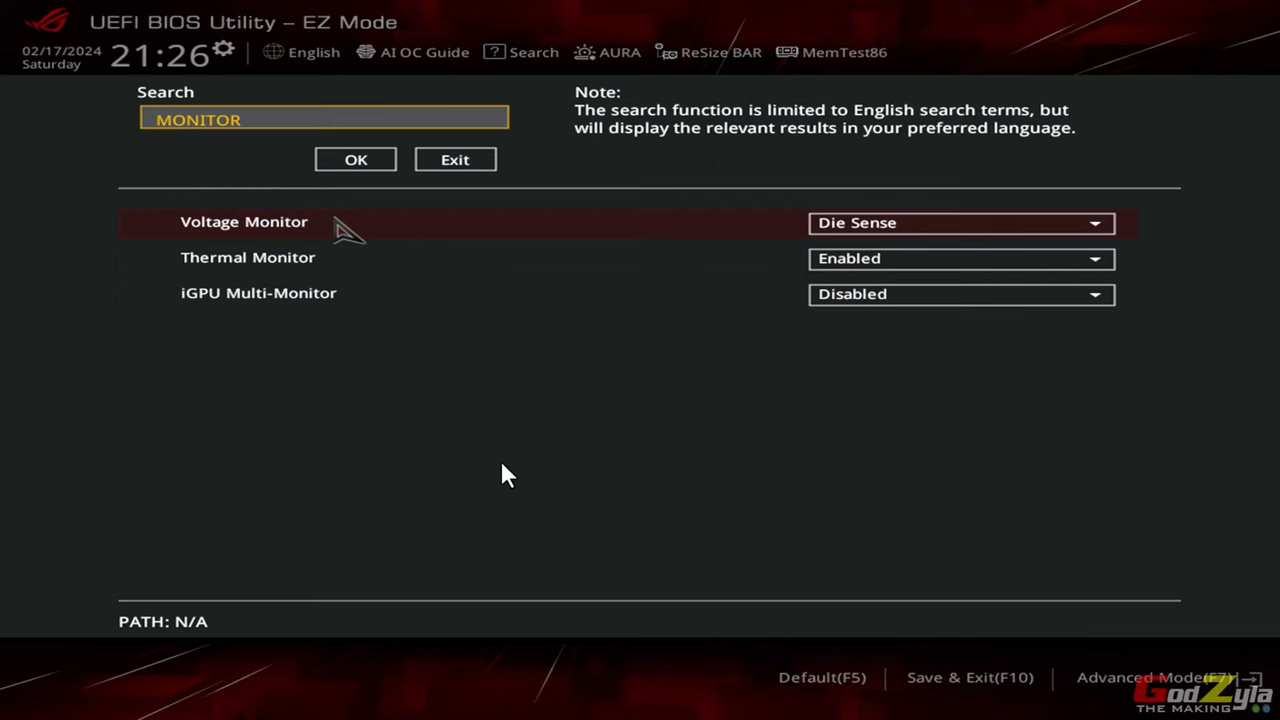 UEFI BIOS Utility – EZ Mode
02/17/2024
Saturday
21:26
English
AI OC Guide
? Search
AURA
ReSize BAR
MemTest86
Search
MONITOR
OK
Exit
Note:
The search function is limited to English search terms, but
will display the relevant results in your preferred language.
Voltage Monitor
Die Sense
Thermal Monitor
Enabled
iGPU Multi-Monitor
Disabled
PATH: N/A
Default(F5)
Save & Exit(F10)
Advanced Mode(F7)
GodZyla
THE MAKING